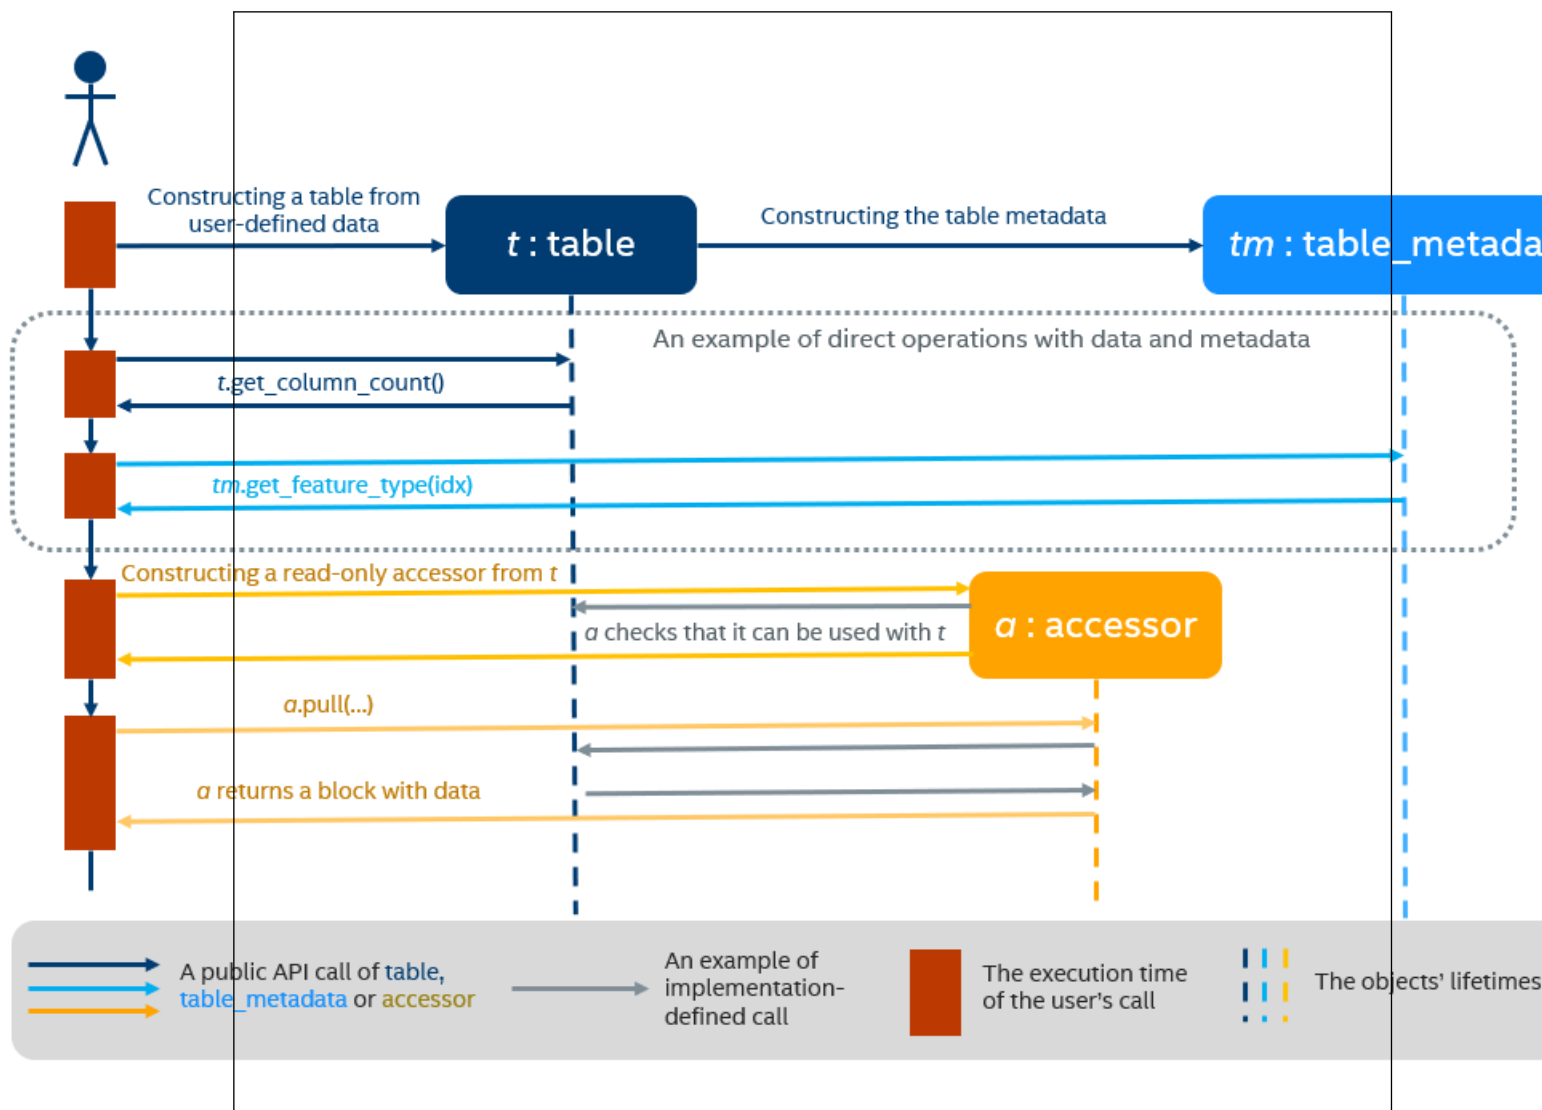 Constructing a table from
user-defined data
t : table
Constructing the table metadata
tm : table_metada
An example of direct operations with data and metadata
t.get_column_count()
tm.get_feature_type(idx)
Constructing a read-only accessor from t
a checks that it can be used with t
a : accessor
a.pull(...)
a returns a block with data
A public API call of table,
table_metadata or accessor
An example of
implementation-
defined call
The execution time
of the user's call
The objects' lifetimes